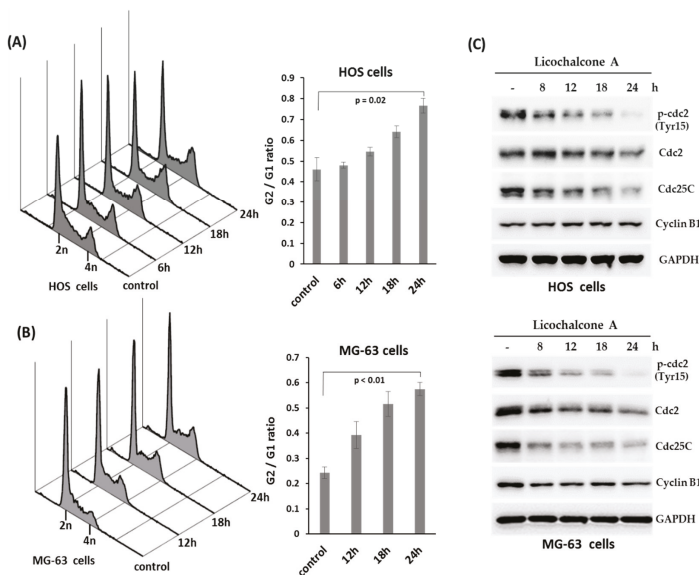 (A)
2n
4n
HOS cells
control
6h
12h
18h
24h
HOS cells
p = 0.02
G2 / G1 ratio
0.9
0.8
0.7
0.6
0.5
0.4
0.3
0.2
0.1
0
control
6h
12h
18h
24h
(B)
2n
4n
MG-63 cells
control
12h
18h
24h
MG-63 cells
p < 0.01
G2 / G1 ratio
0.7
0.6
0.5
0.4
0.3
0.2
0.1
0
control
12h
18h
24h
(C)
Licochalcone A
- 8 12 18 24 h
p-cdc2
(Tyr15)
Cdc2
Cdc25C
Cyclin B1
GAPDH
HOS cells
Licochalcone A
- 8 12 18 24 h
p-cdc2
(Tyr15)
Cdc2
Cdc25C
Cyclin B1
GAPDH
MG-63 cells